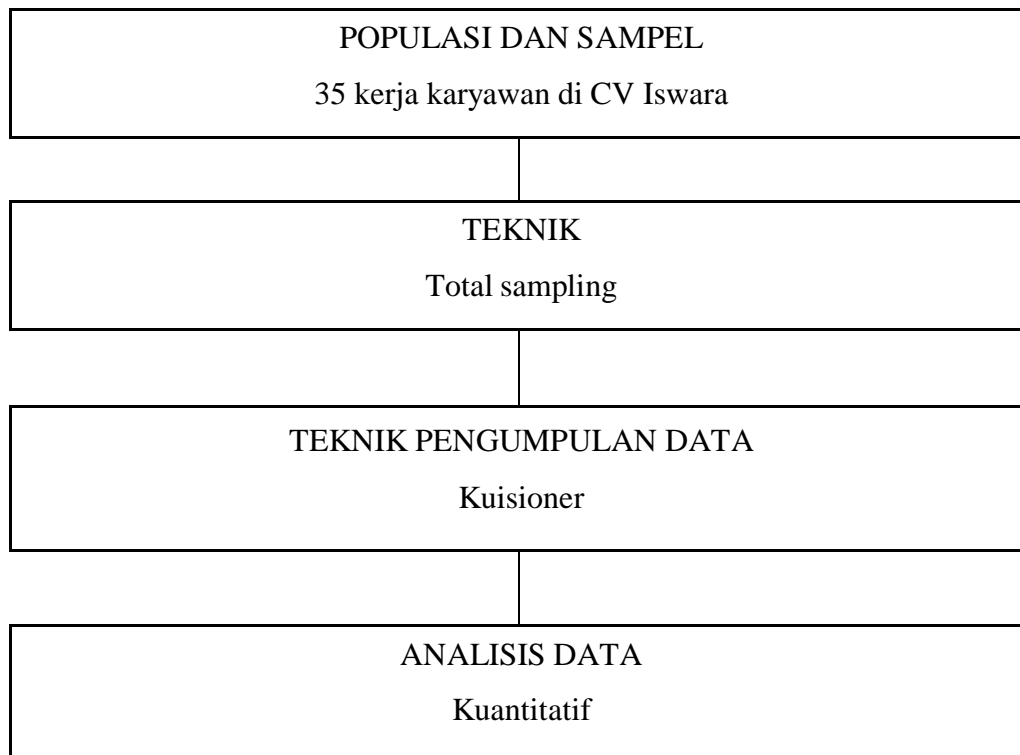 POPULASI DAN SAMPEL
35 kerja karyawan di CV Iswara
TEKNIK
Total sampling
TEKNIK PENGUMPULAN DATA
Kuisioner
ANALISIS DATA
Kuantitatif